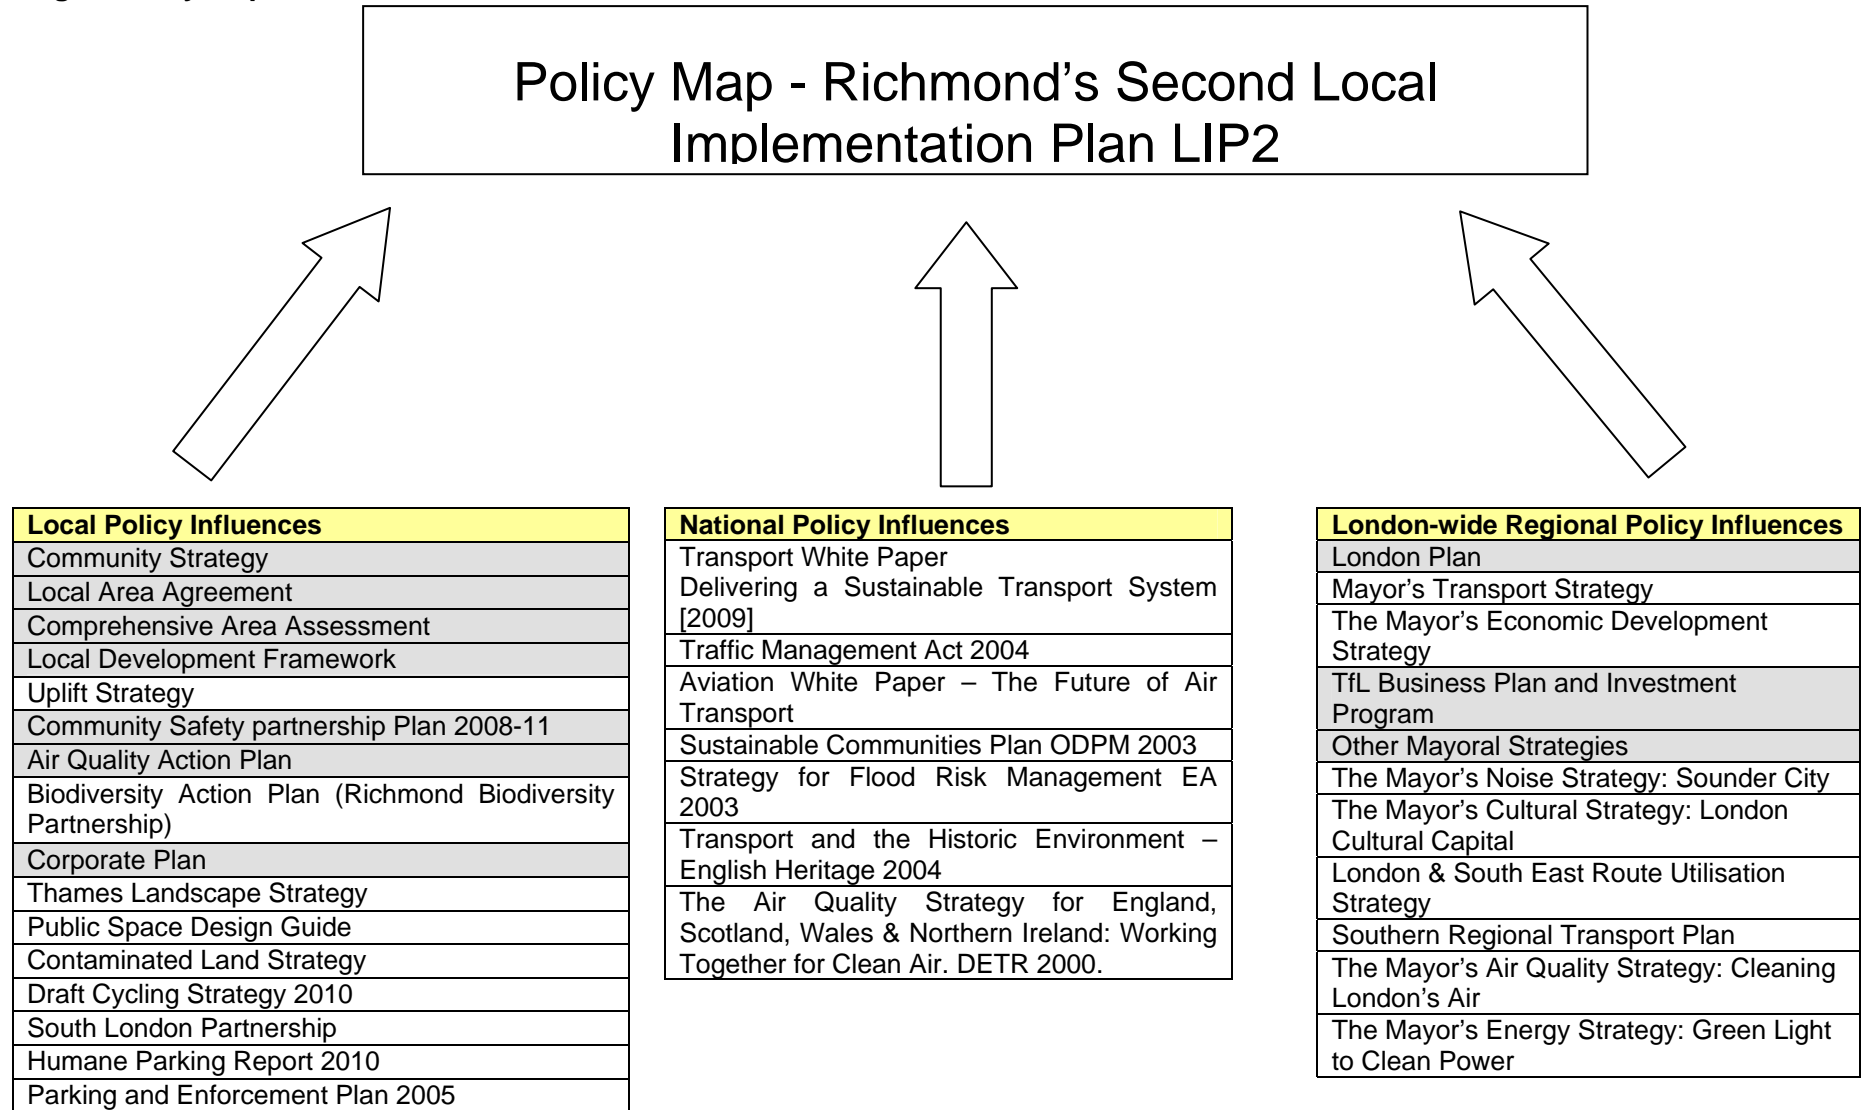 Policy Map - Richmond's Second Local
Implementation Plan LIP2
Local Policy Influences
Community Strategy
Local Area Agreement
Comprehensive Area Assessment
Local Development Framework
Uplift Strategy
Community Safety partnership Plan 2008-11
Air Quality Action Plan
Biodiversity Action Plan (Richmond Biodiversity
Partnership)
Corporate Plan
Thames Landscape Strategy
Public Space Design Guide
Contaminated Land Strategy
Draft Cycling Strategy 2010
South London Partnership
Humane Parking Report 2010
Parking and Enforcement Plan 2005
National Policy Influences
Transport White Paper
Delivering a Sustainable Transport System
[2009]
Traffic Management Act 2004
Aviation White Paper – The Future of Air
Transport
Sustainable Communities Plan ODPM 2003
Strategy for Flood Risk Management EA
2003
Transport and the Historic Environment –
English Heritage 2004
The Air Quality Strategy for England,
Scotland, Wales & Northern Ireland: Working
Together for Clean Air. DETR 2000.
London-wide Regional Policy Influences
London Plan
Mayor's Transport Strategy
The Mayor's Economic Development
Strategy
TfL Business Plan and Investment
Program
Other Mayoral Strategies
The Mayor's Noise Strategy: Sounder City
The Mayor's Cultural Strategy: London
Cultural Capital
London & South East Route Utilisation
Strategy
Southern Regional Transport Plan
The Mayor's Air Quality Strategy: Cleaning
London's Air
The Mayor's Energy Strategy: Green Light
to Clean Power